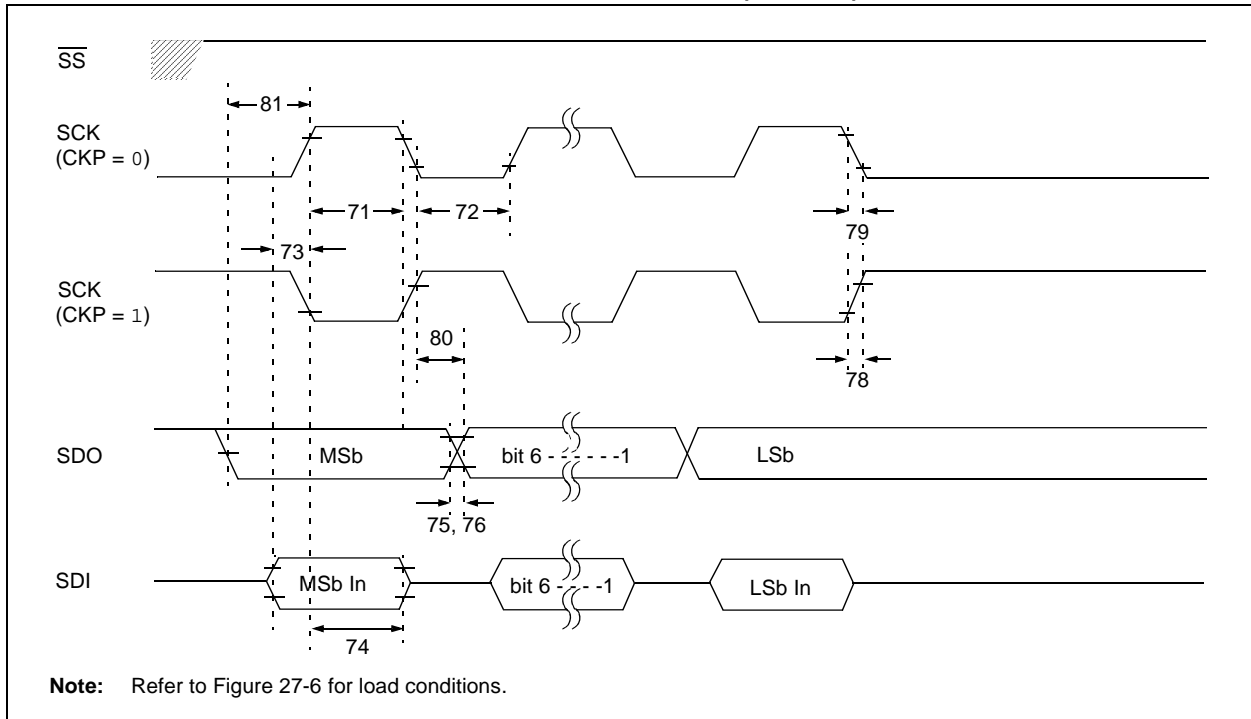 SS
81
SCK
(CKP = 0)
71
72
79
73
SCK
(CKP = 1)
80
78
SDO
MSb
bit 6 - - - - - - -1
LSb
75, 76
SDI
MSb In
bit 6 - - - - -1
LSb In
74
Note: Refer to Figure 27-6 for load conditions.